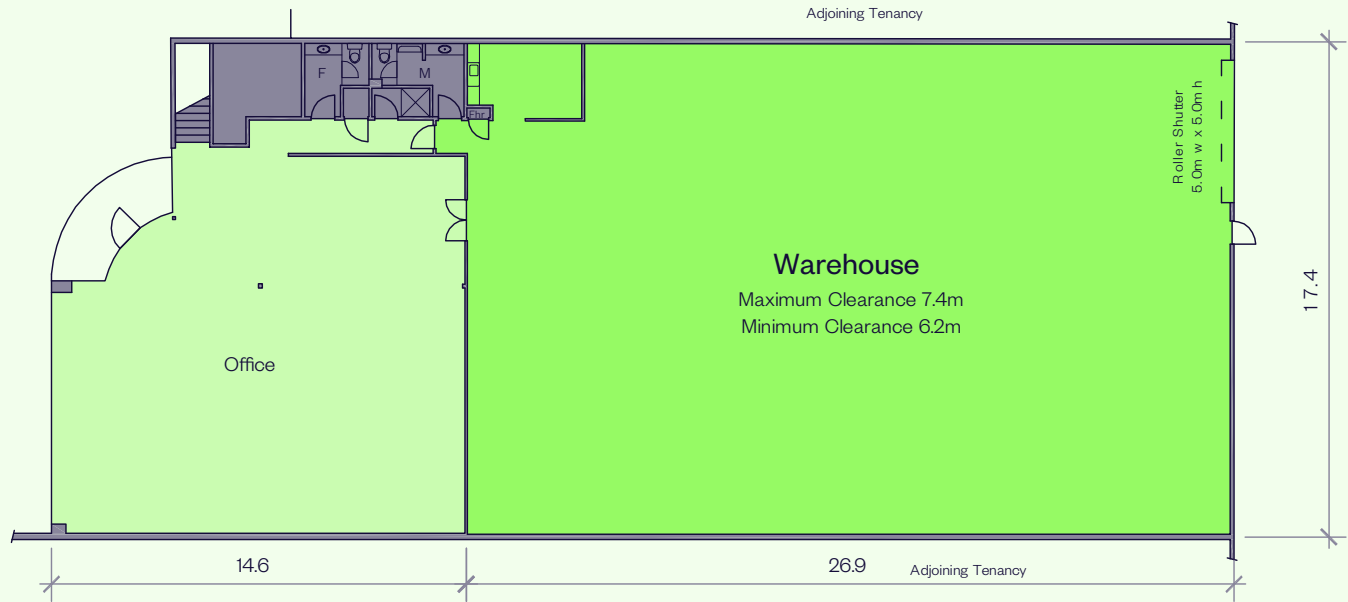 Adjoining Tenancy
F
M
Fhr
Roller Shutter
5.0m w x 5.0m h
Warehouse
Maximum Clearance 7.4m
Minimum Clearance 6.2m
17.4
Office
14.6
26.9
Adjoining Tenancy